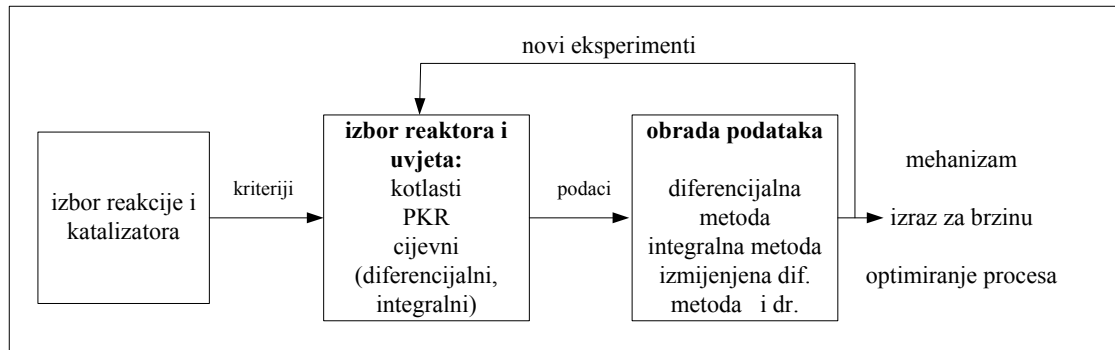 novi eksperimenti
izbor reakcije i
katalizatora
kriteriji
izbor reaktora i
uvjeta:
kotlasti
PKR
cijevni
(diferencijalni,
integralni)
podaci
obrada podataka
diferencijalna
metoda
integralna metoda
izmijenjena dif.
metoda i dr.
mehanizam
izraz za brzinu
optimiranje procesa